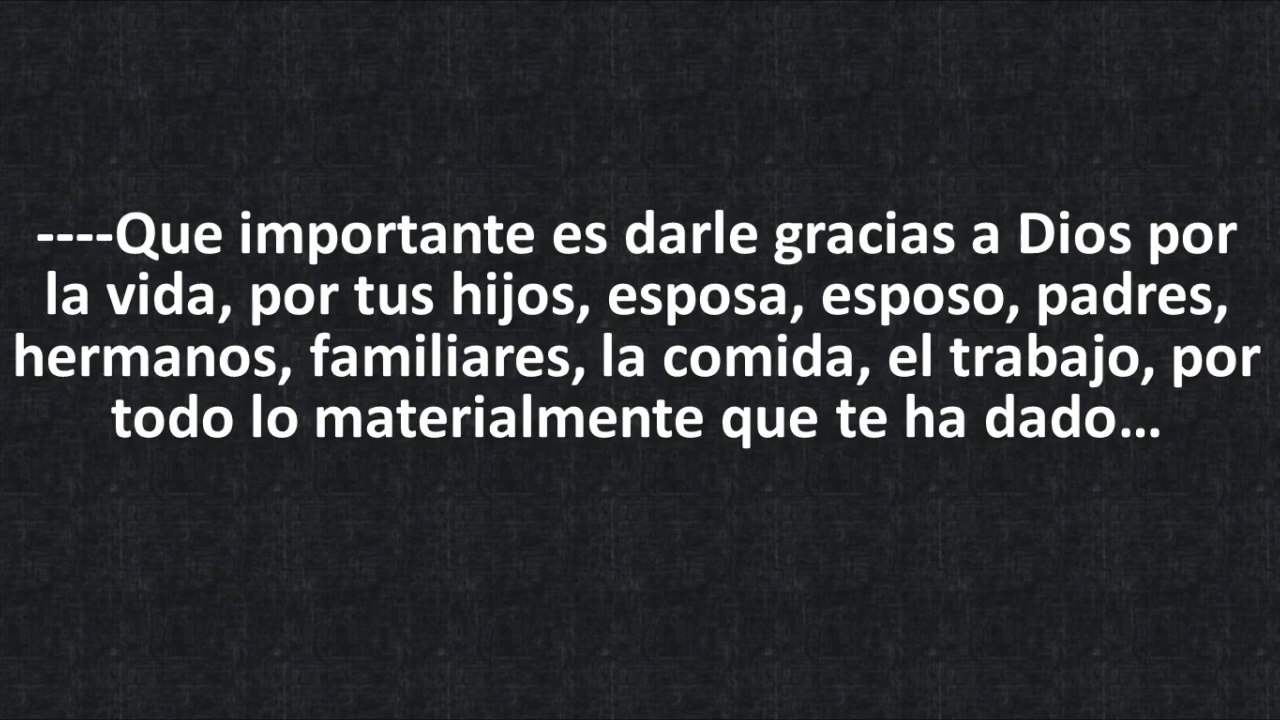 ----Que importante es darle gracias a Dios por
la vida, por tus hijos, esposa, esposo, padres,
hermanos, familiares, la comida, el trabajo, por
todo lo materialmente que te ha dado...